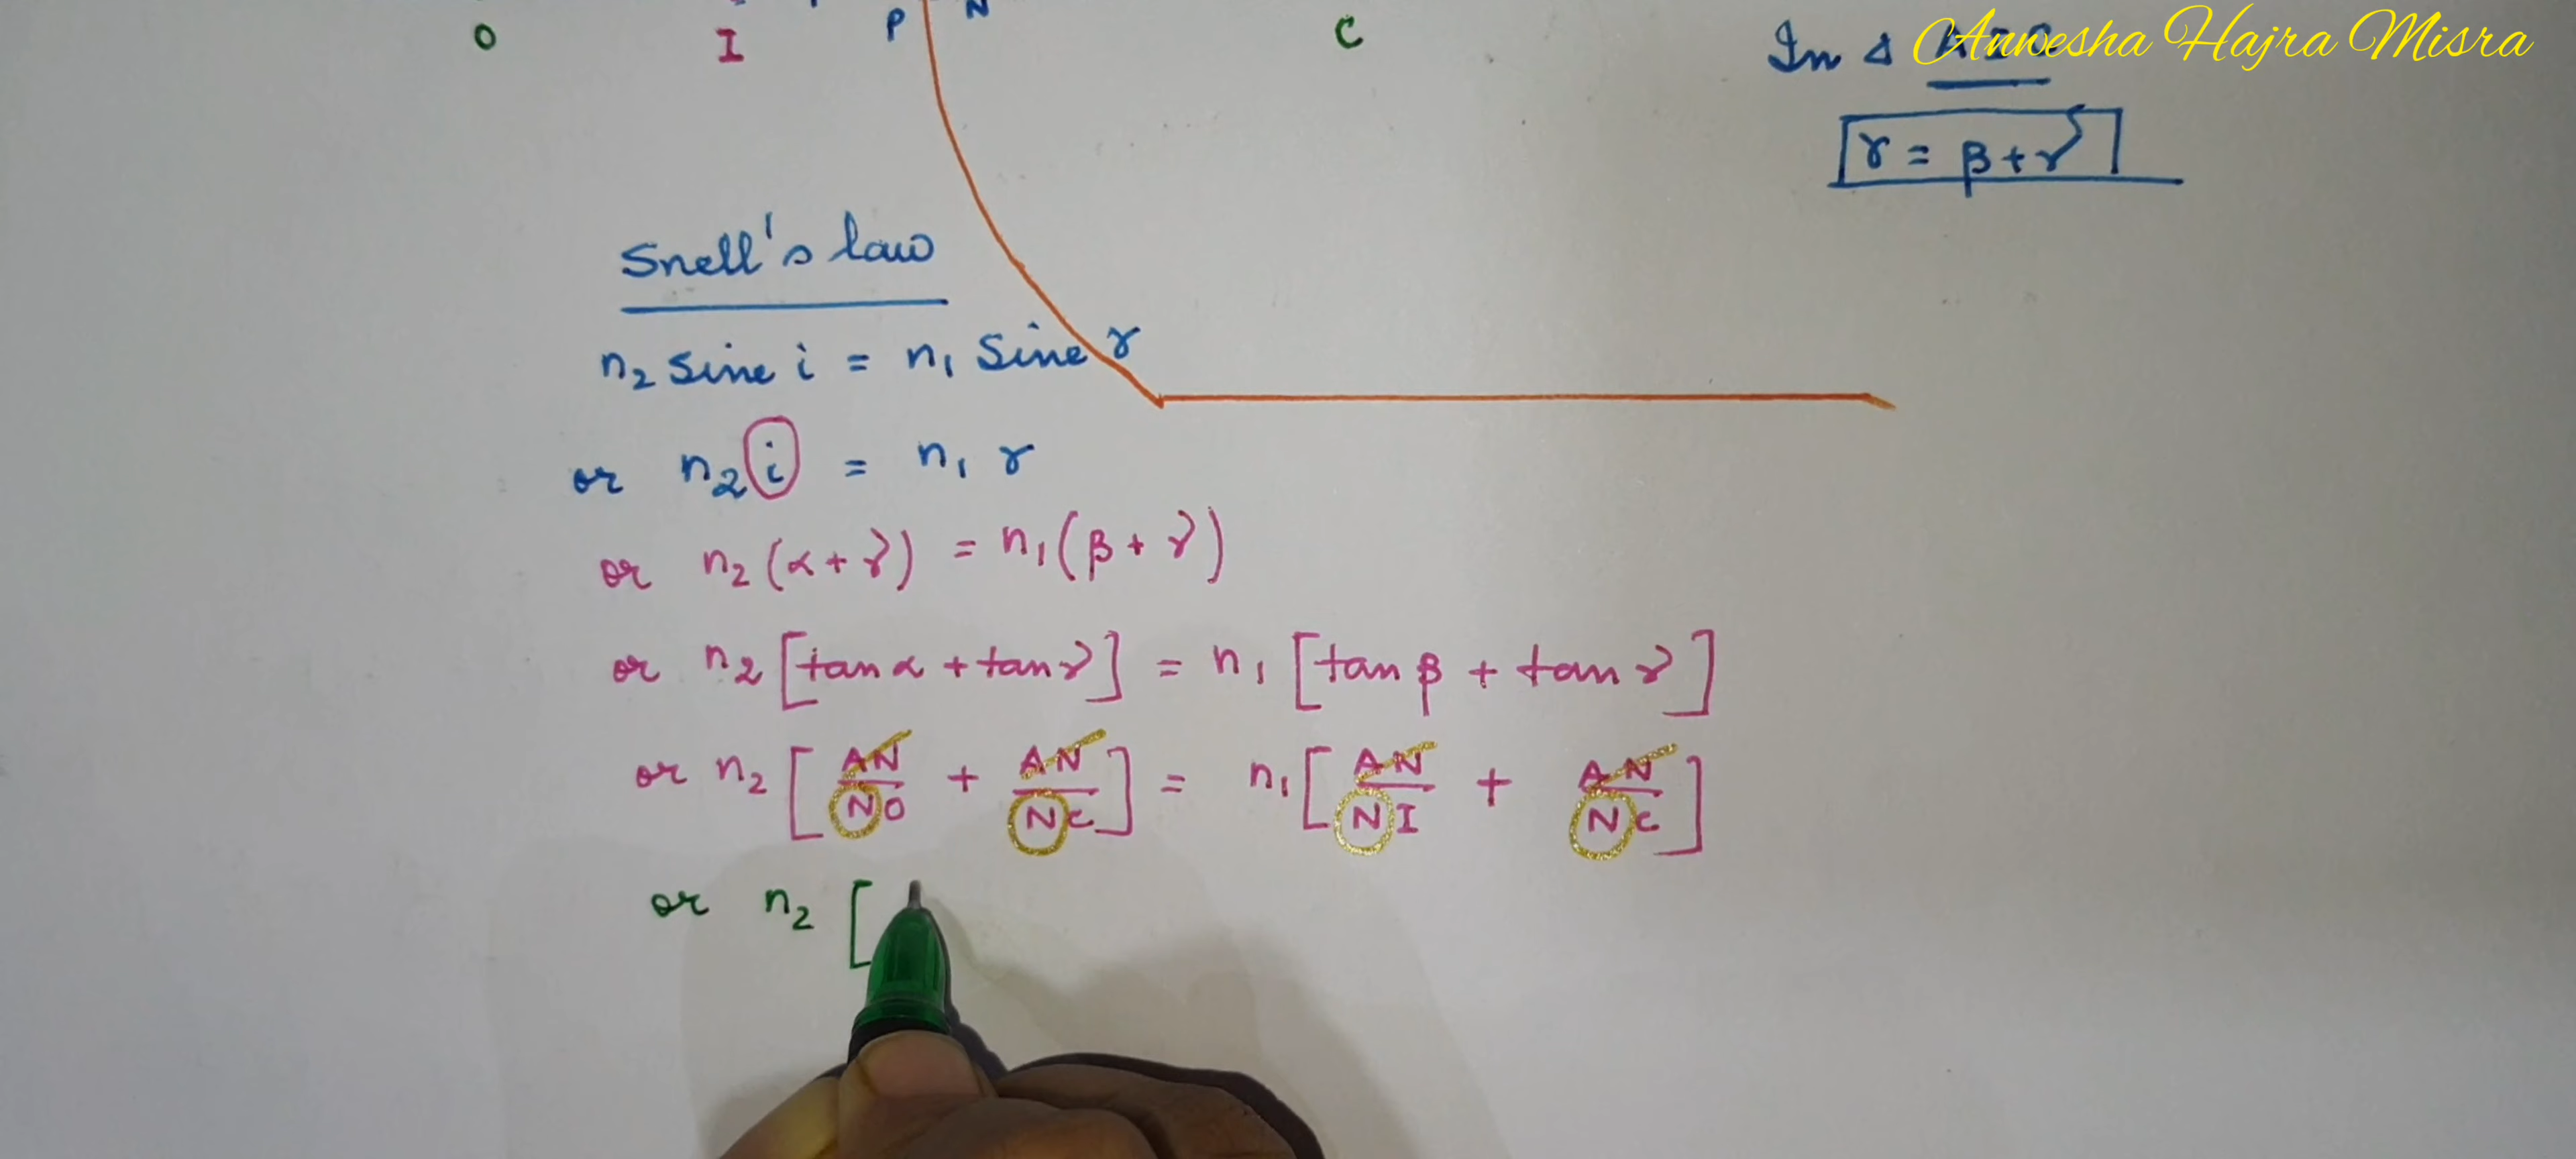 O I P N C
In Δ
Anwesha Hajra Misra
r = β + γ
Snell's law
n₂ Sine i = n₁ Sine r
or n₂ i = n₁ r
or n₂ (α + γ) = n₁ (β + γ)
or n₂ [tan α + tan γ] = n₁ [tan β + tan γ]
or n₂ [AN/NO + AN/NC] = n₁ [AN/NI + AN/NC]
or n₂ [